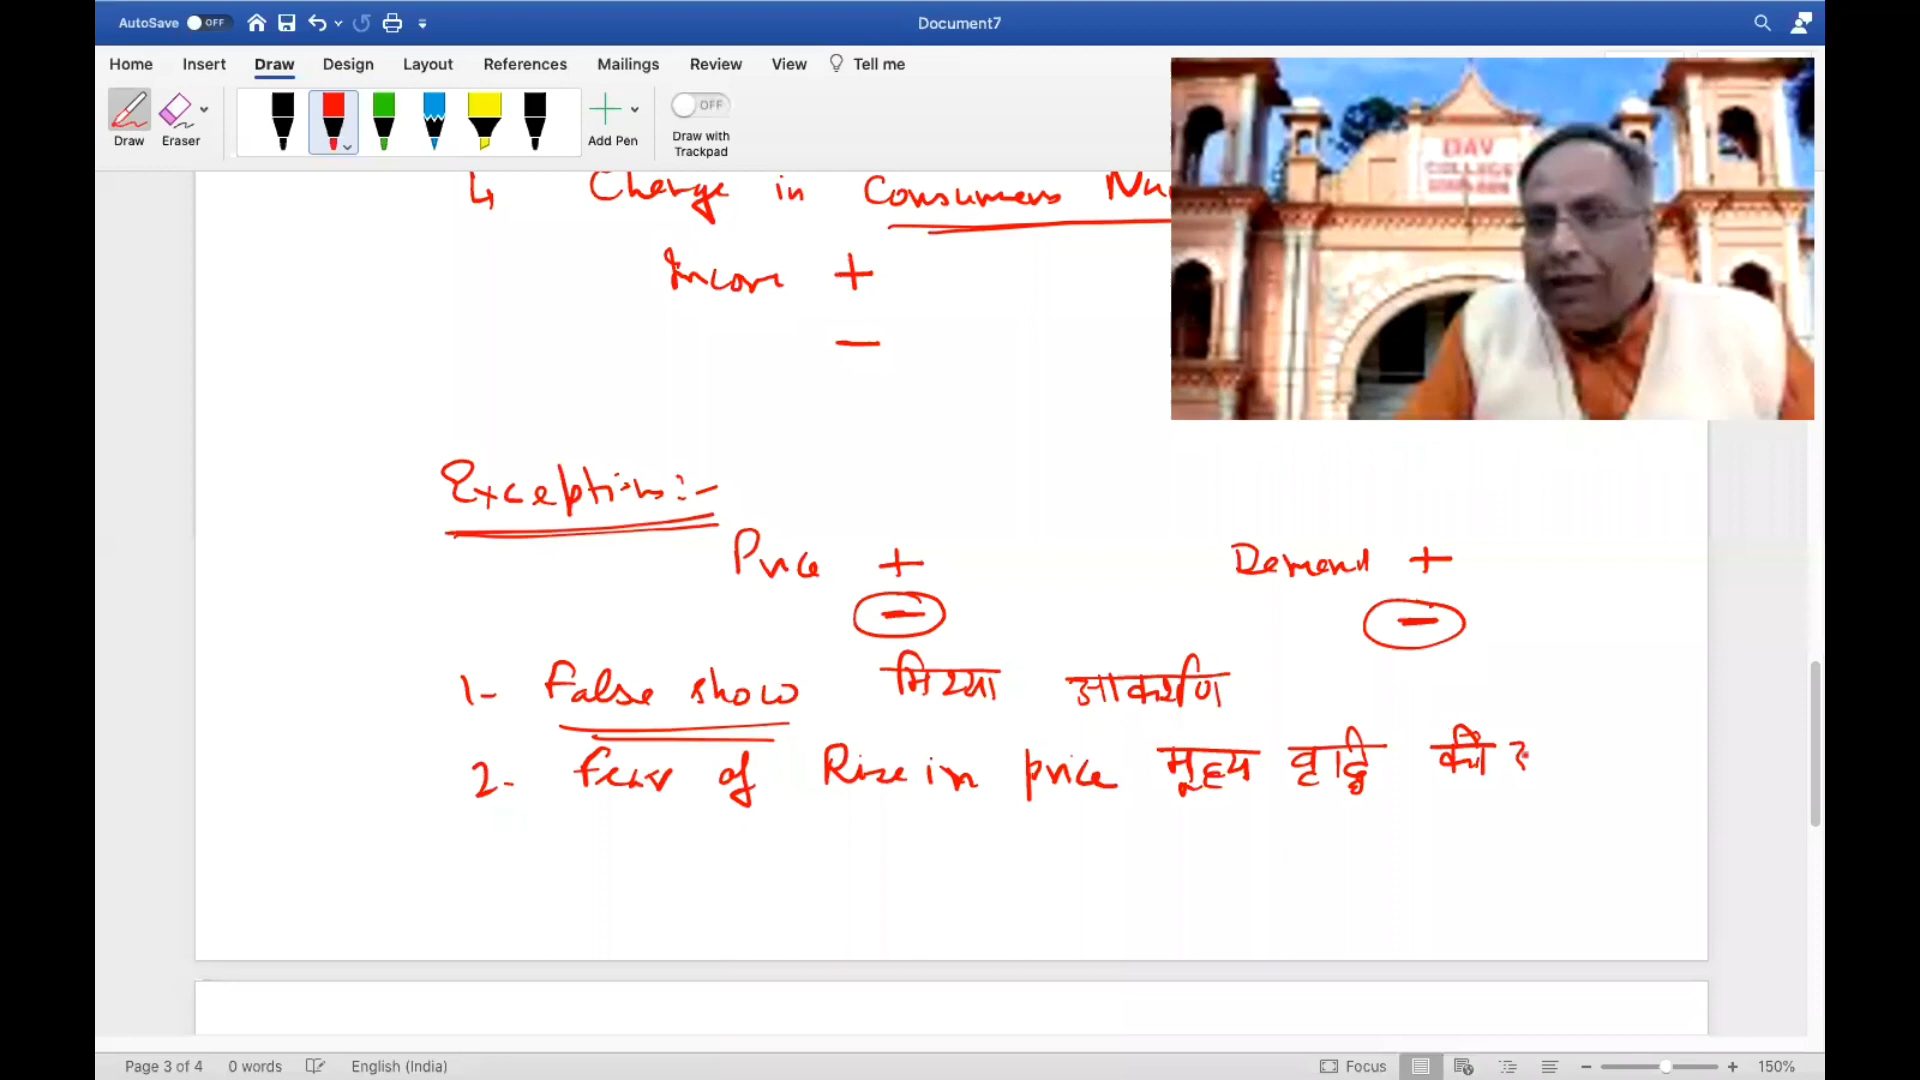 AutoSave OFF Document7
Home Insert Draw Design Layout References Mailings Review View Tell me
OFF
Draw Eraser Add Pen Draw with Trackpad
DAV
COLLEGE
4 Change in Consumers
Income +
−
Exception:-
Price + Demand +
− −
1- False show मिथ्या आकर्षण
2- fear of Rise in price मूल्य वृद्धि की
Page 3 of 4 0 words English (India) Focus 150%